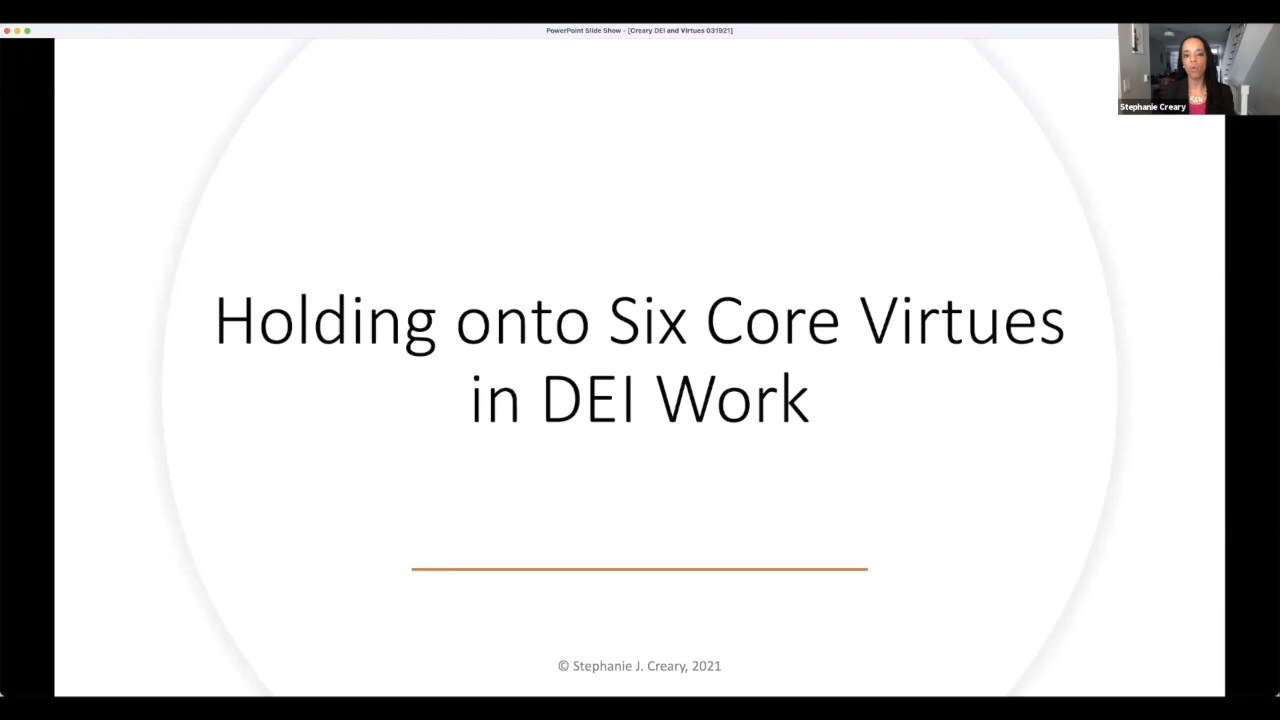 PowerPoint Slide Show - [Creary DEI and Virtues 031921]
Stephanie Creary
Holding onto Six Core Virtues
in DEI Work
© Stephanie J. Creary, 2021